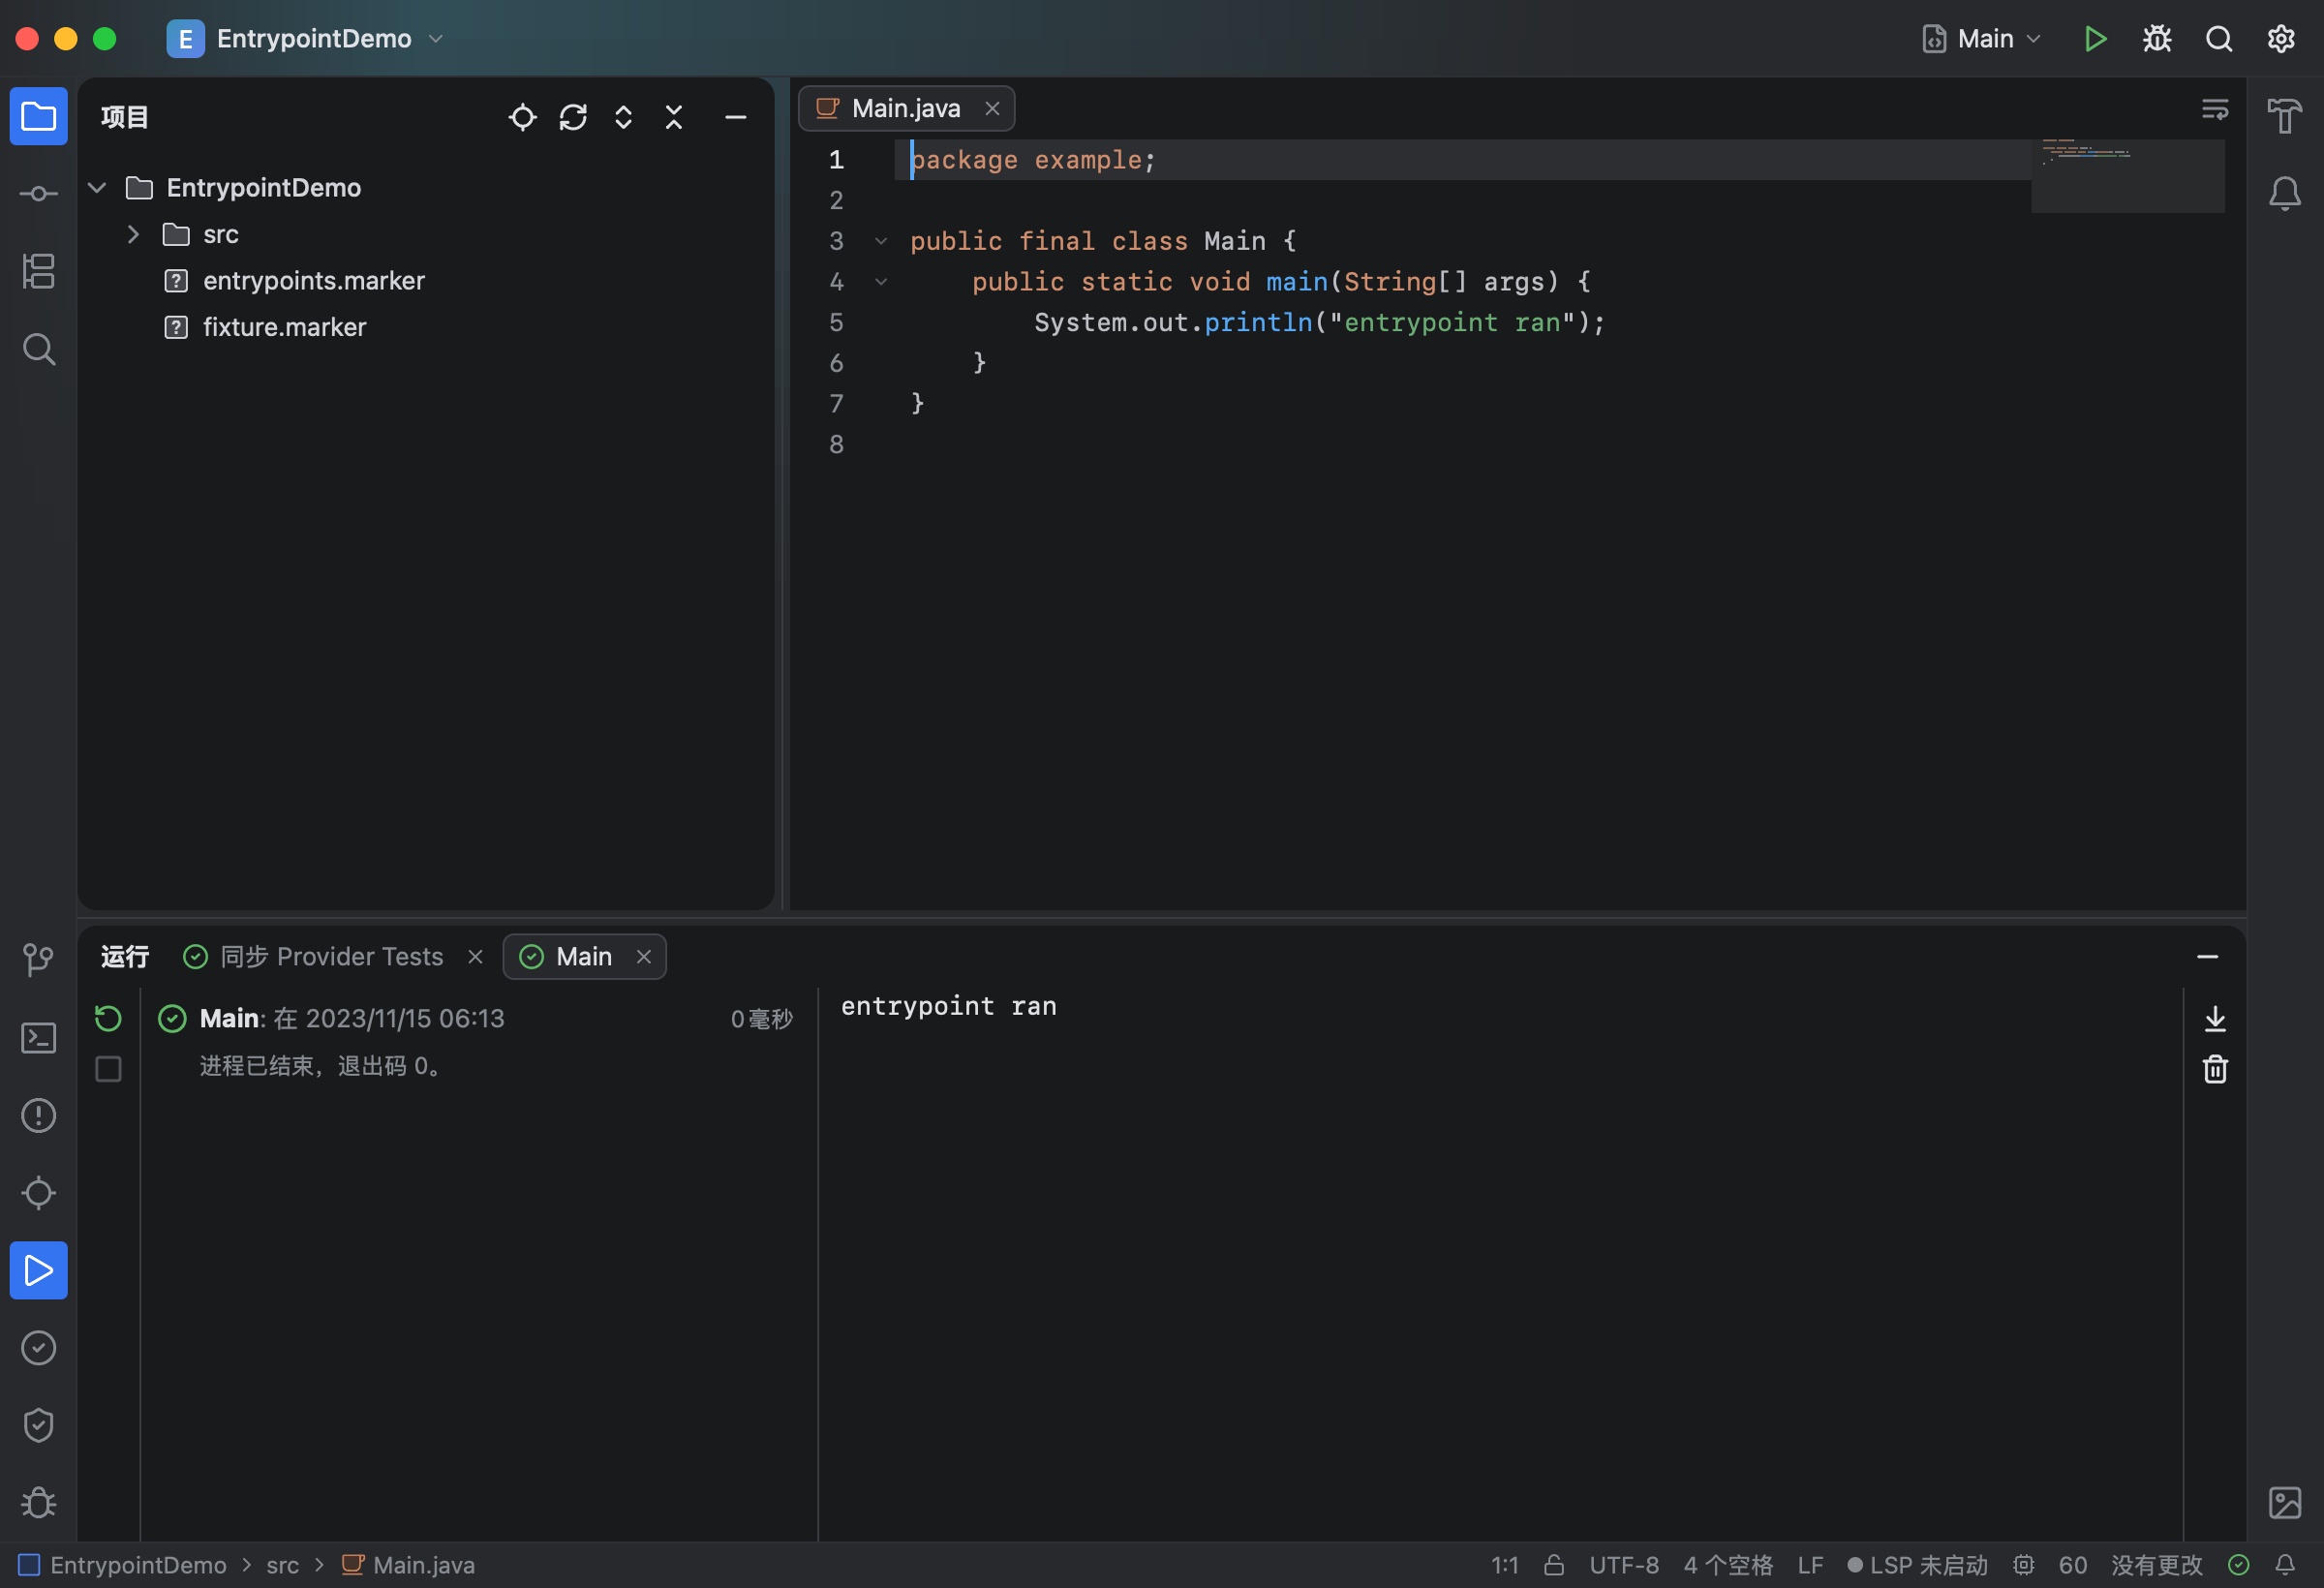 E EntrypointDemo
Main
项目
EntrypointDemo
src
entrypoints.marker
fixture.marker
Main.java
1 package example;
2
3 public final class Main {
4 public static void main(String[] args) {
5 System.out.println("entrypoint ran");
6 }
7 }
8
运行 同步 Provider Tests Main
Main: 在 2023/11/15 06:13 0 毫秒
进程已结束，退出码 0。
entrypoint ran
EntrypointDemo > src > Main.java
1:1 UTF-8 4 个空格 LF LSP 未启动 60 没有更改